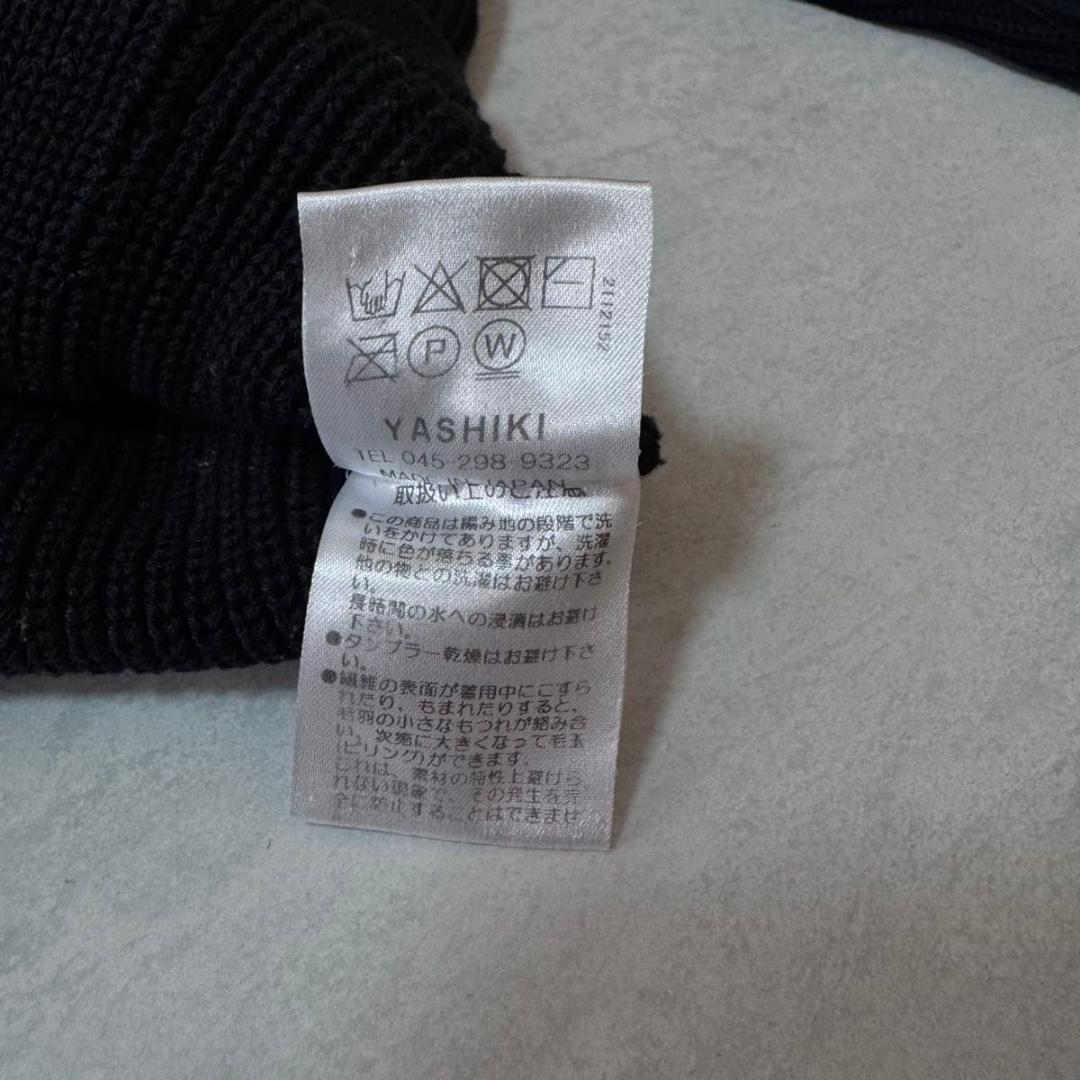 2112152
P W
YASHIKI
TEL 045-298-9323
MADE IN JAPAN
取扱い上のご注意
●この商品は編み地の段階で洗
いをかけてありますが、洗濯
時に色が落ちる事があります。
他の物との洗濯はお避け下さ
い。
長時間の水への浸漬はお避け
下さい。
●タンブラー乾燥はお避け下さ
い。
●繊維の表面が着用中にこすら
れたり、もまれたりすると、
毛羽の小さなもつれが絡み合
い、次第に大きくなって毛玉
(ピリング)ができます。
これは、素材の特性上避けら
れない現象で、その発生を完
全に防止することはできませ